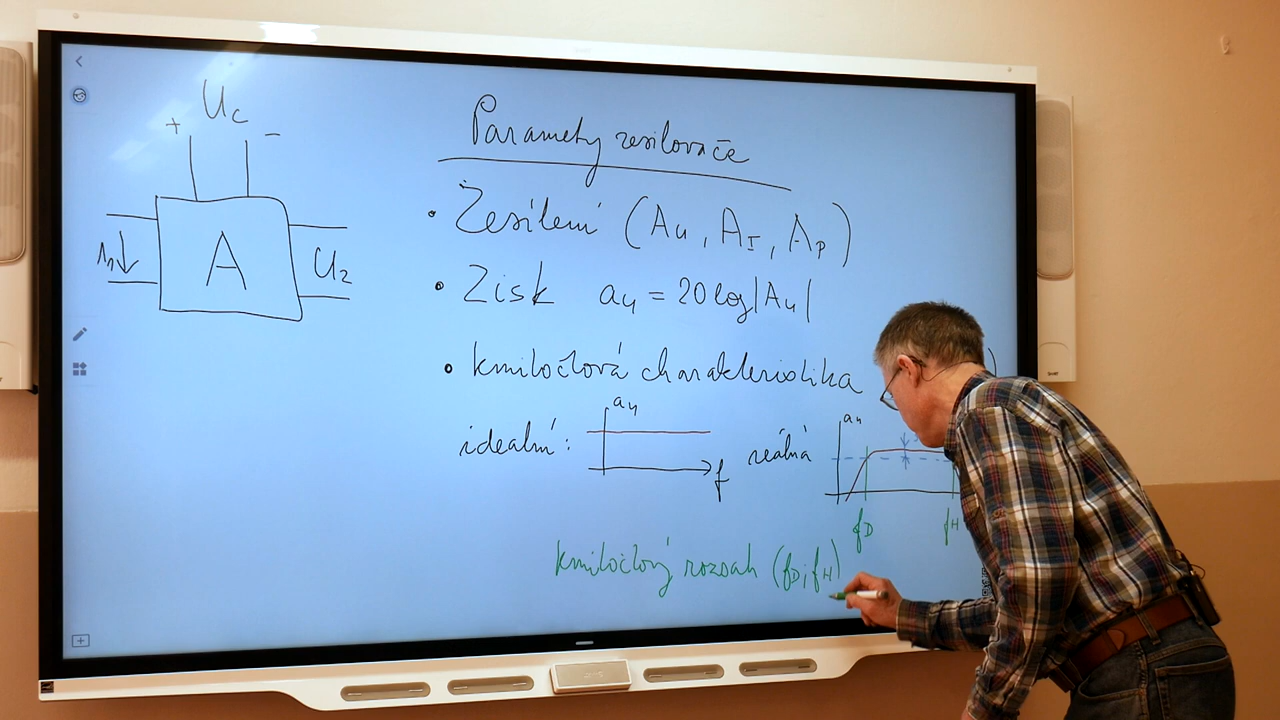 Uc
+ −
A
U2
Parametry zesilovače
• Zesílení (Au, AI, AP)
• Zisk au = 20 log|Au|
• kmitočtová charakteristika
ideální: au f
reálná au
fD fH
kmitočtový rozsah (fD; fH)